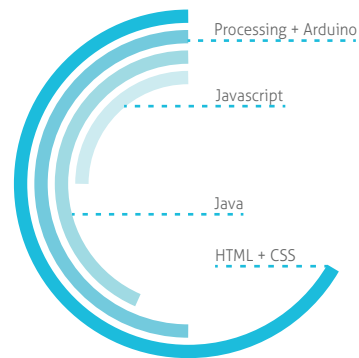 Processing + Arduino
Javascript
Java
HTML + CSS